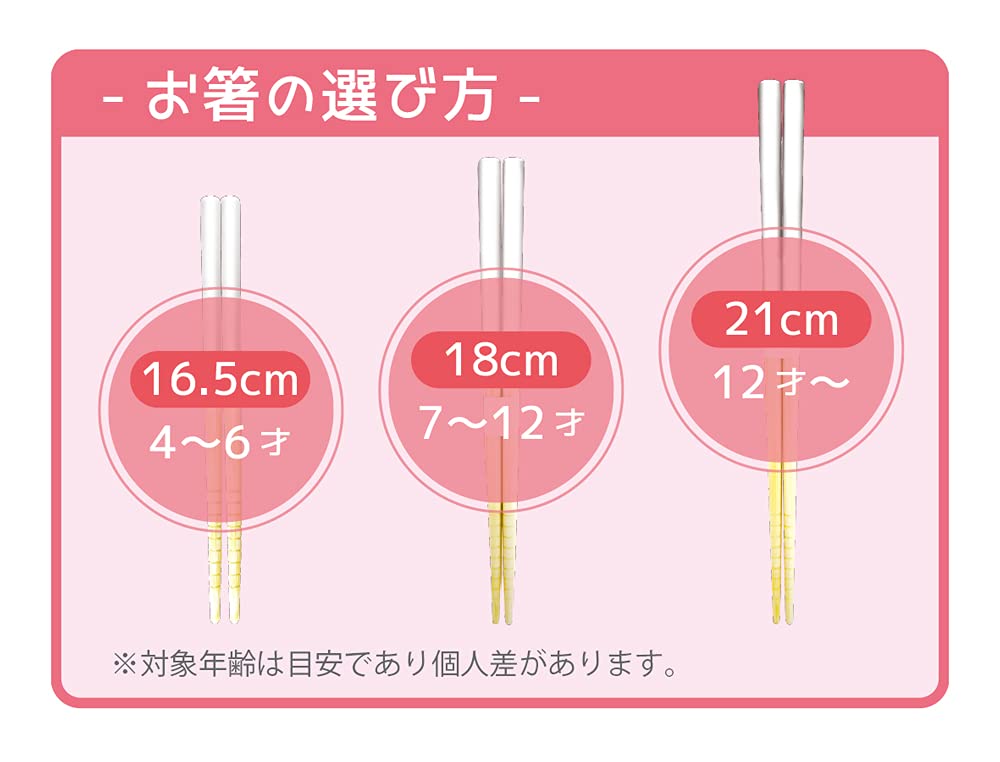 - お箸の選び方 -
16.5cm
4～6才
18cm
7～12才
21cm
12才～
※対象年齢は目安であり個人差があります。